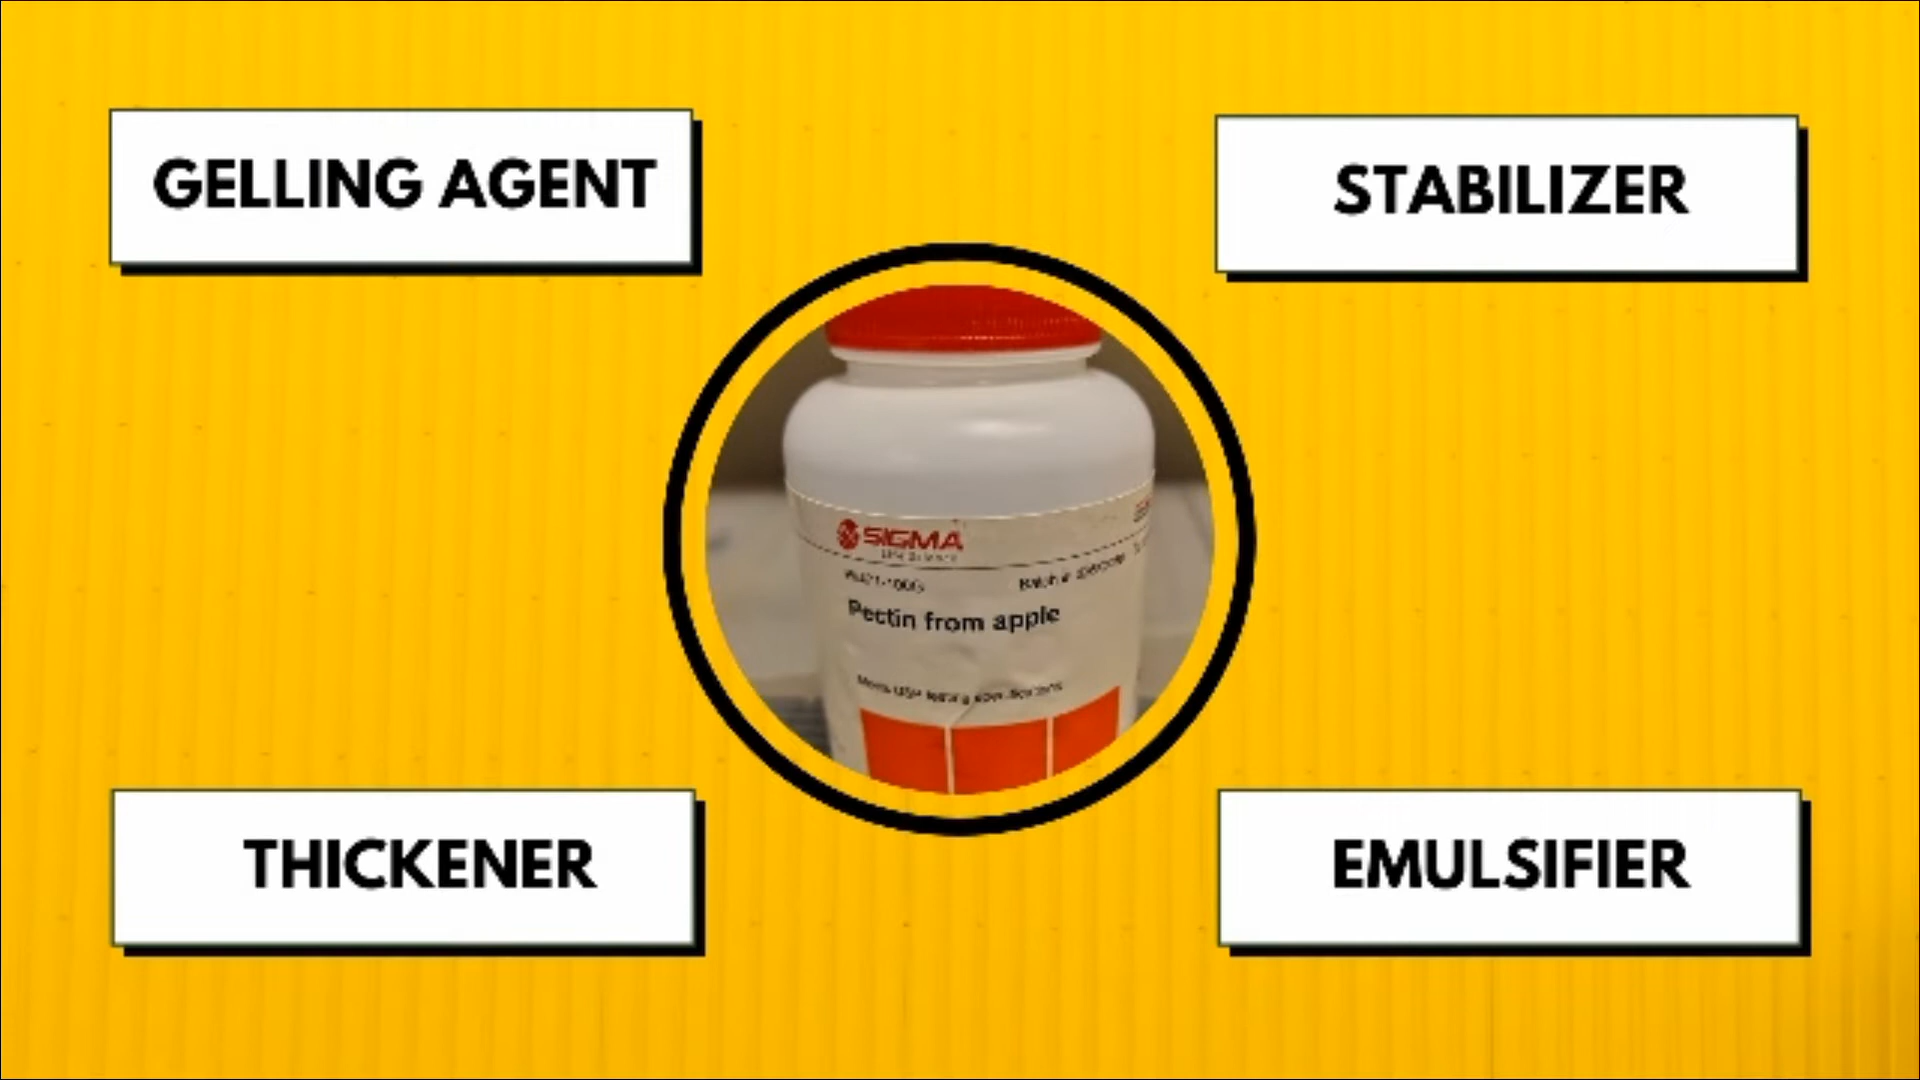 GELLING AGENT
STABILIZER
SIGMA
Pectin from apple
THICKENER
EMULSIFIER